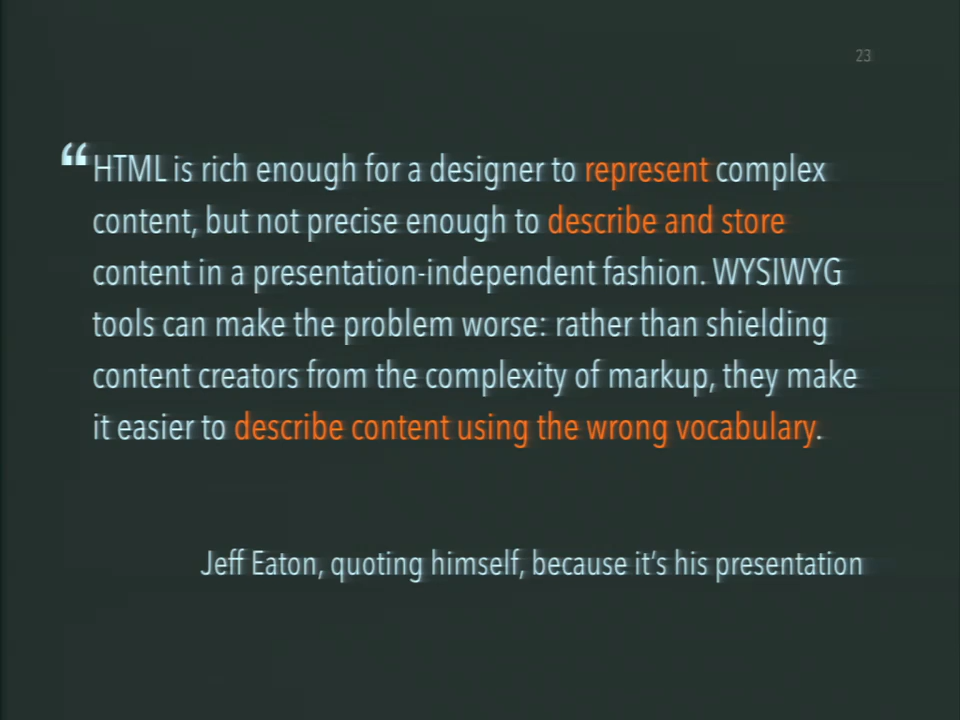 23
“HTML is rich enough for a designer to represent complex
content, but not precise enough to describe and store
content in a presentation-independent fashion. WYSIWYG
tools can make the problem worse: rather than shielding
content creators from the complexity of markup, they make
it easier to describe content using the wrong vocabulary.
Jeff Eaton, quoting himself, because it’s his presentation